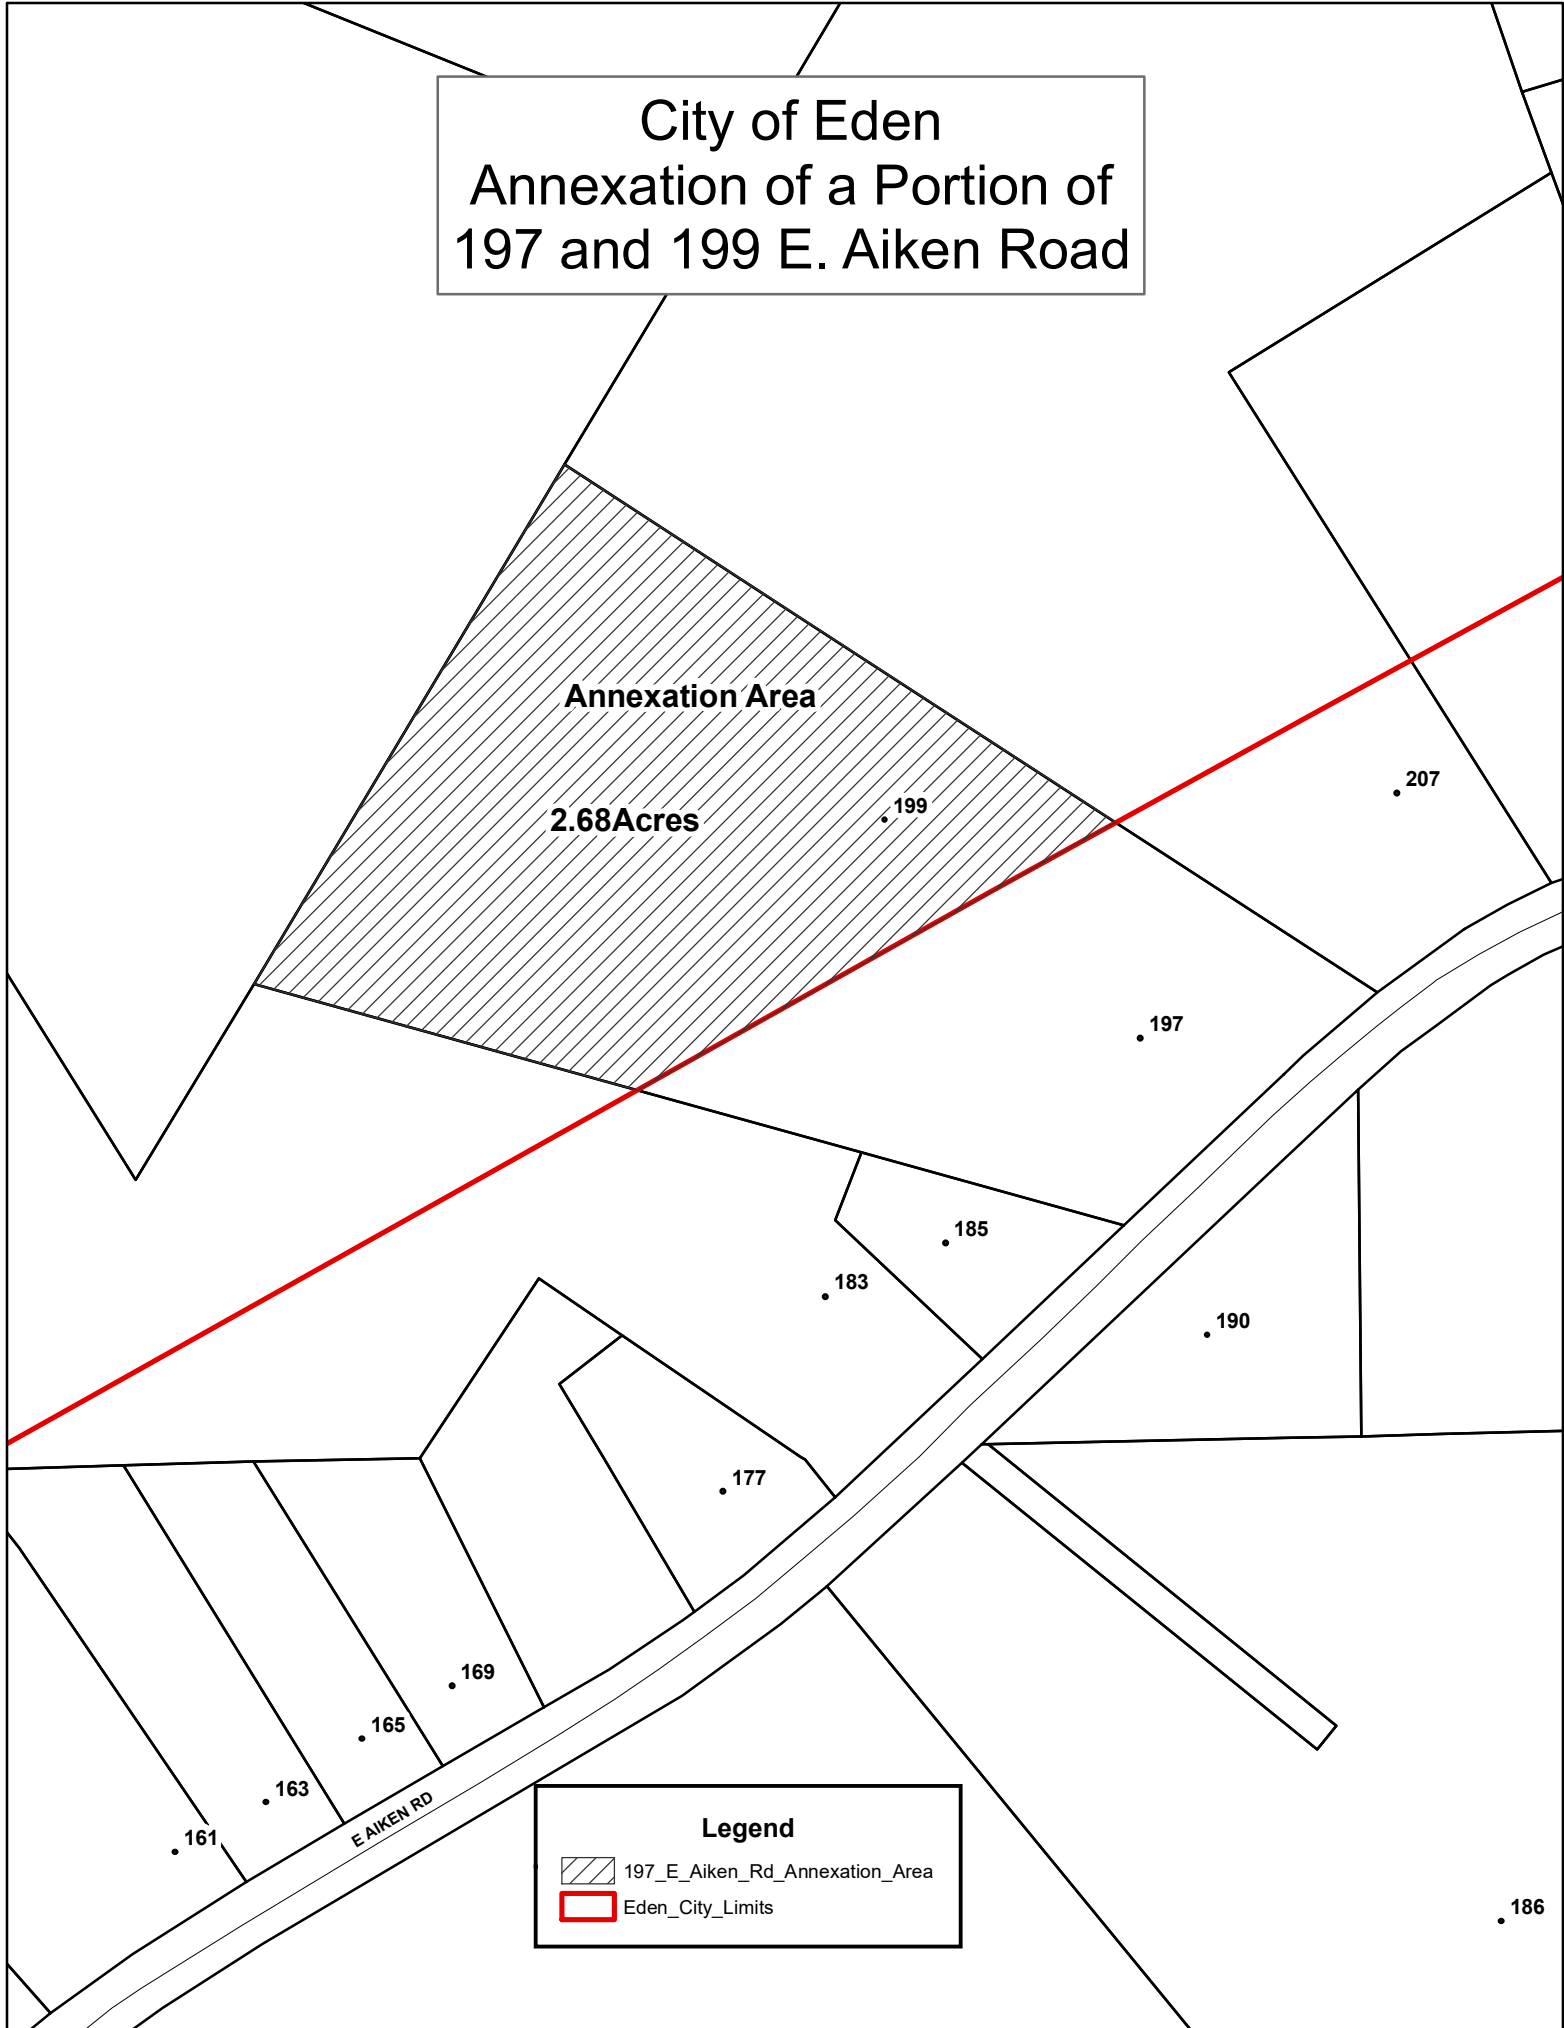 City of Eden
Annexation of a Portion of
197 and 199 E. Aiken Road
Annexation Area
2.68Acres
199
207
197
185
183
190
177
169
165
163
161
E AIKEN RD
186
Legend
197_E_Aiken_Rd_Annexation_Area
Eden_City_Limits